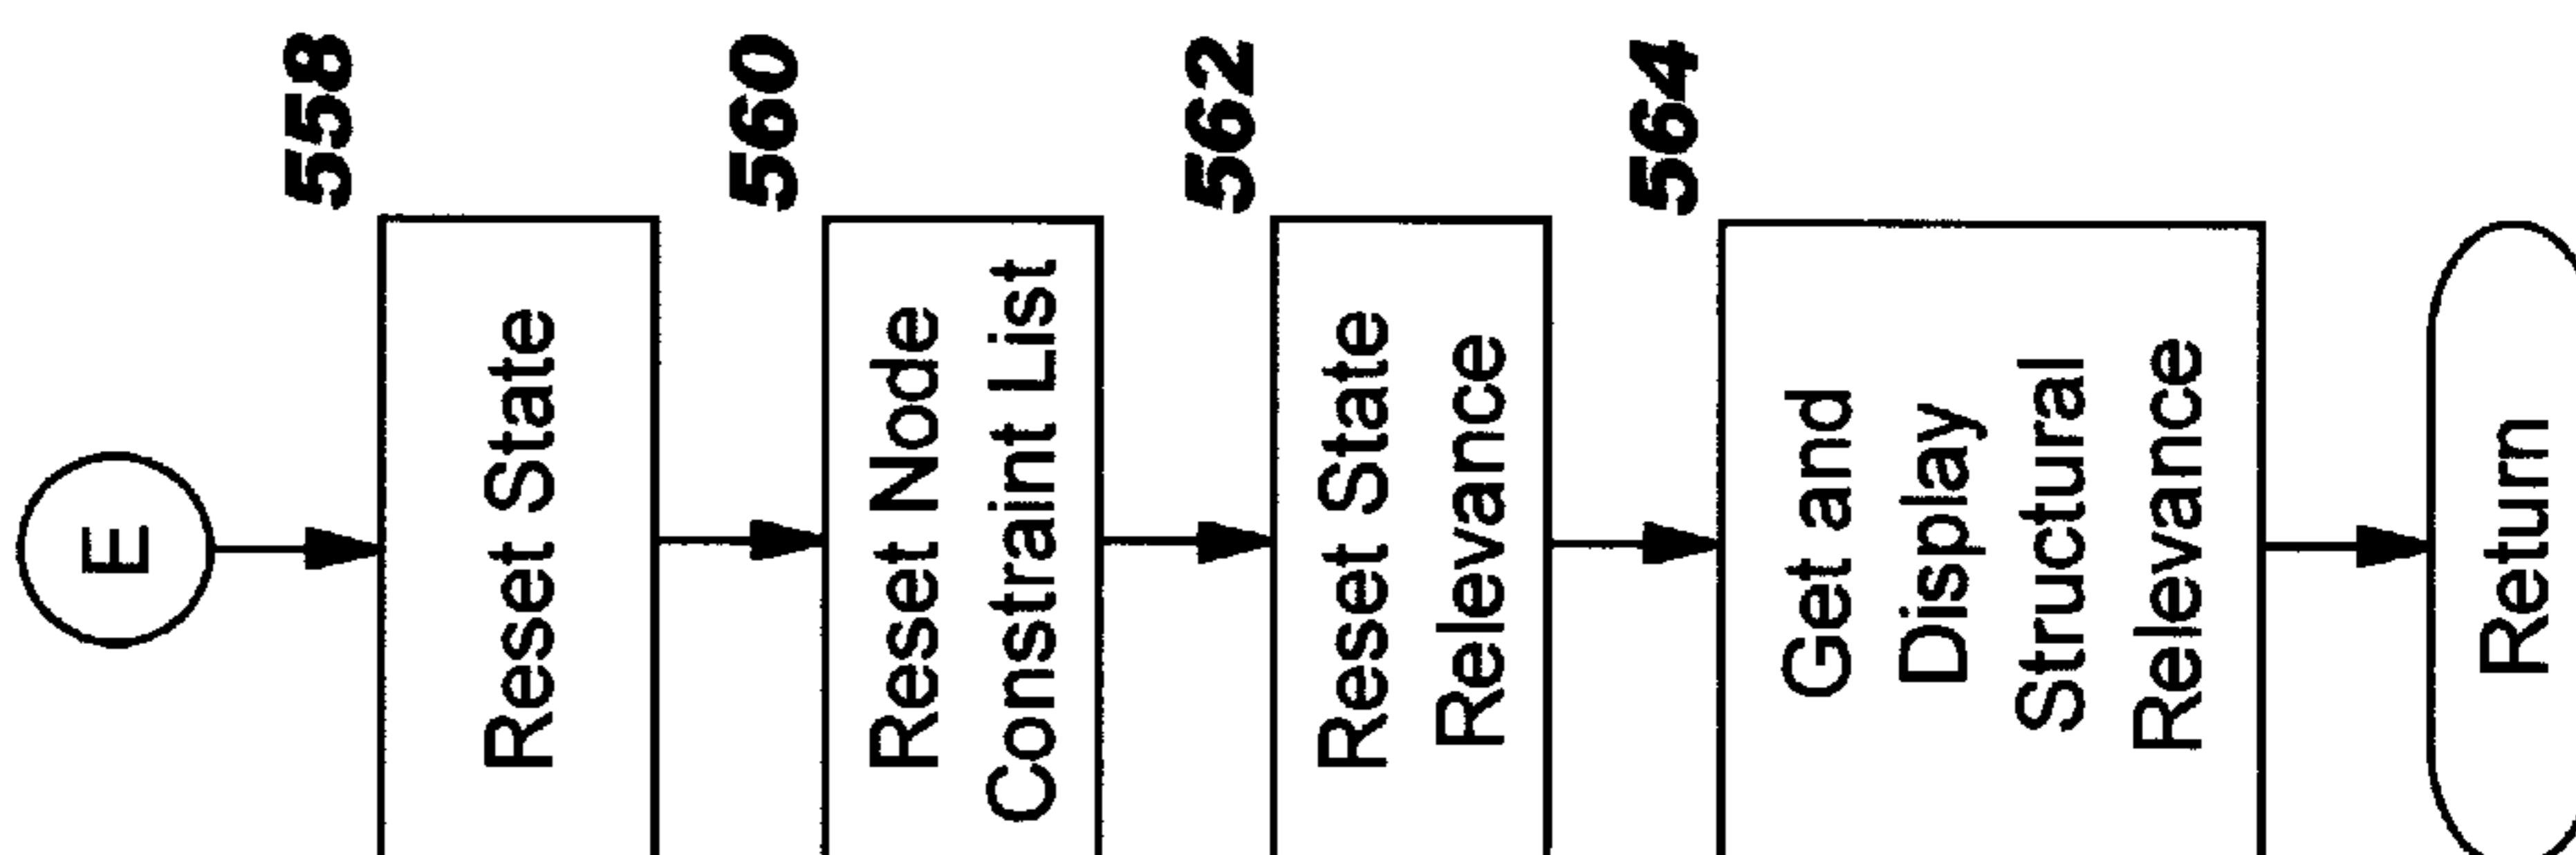 E
558
Reset State
560
Reset Node
Constraint List
562
Reset State
Relevance
564
Get and
Display
Structural
Relevance
Return